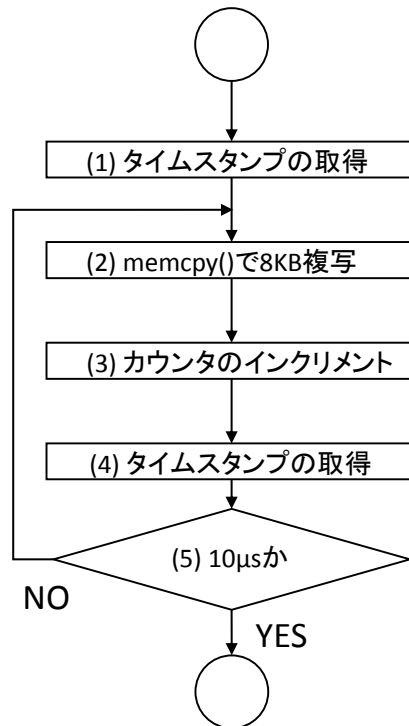 (1) タイムスタンプの取得
(2) memcpy()で8KB複写
(3) カウンタのインクリメント
(4) タイムスタンプの取得
(5) 10μsか
NO
YES